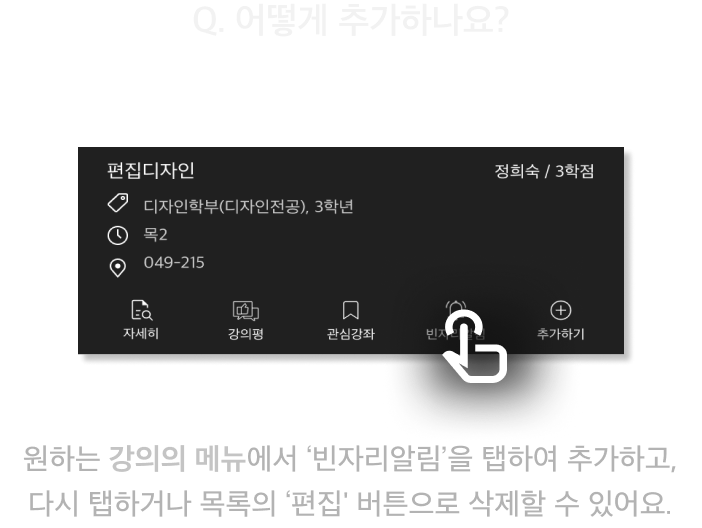 Q. 어떻게 추가하나요?
편집디자인
정희숙 / 3학점
디자인학부(디자인전공), 3학년
목2
049-215
자세히
강의평
관심강좌
빈자리알림
추가하기
원하는 강의의 메뉴에서 ‘빈자리알림’을 탭하여 추가하고,
다시 탭하거나 목록의 ‘편집' 버튼으로 삭제할 수 있어요.